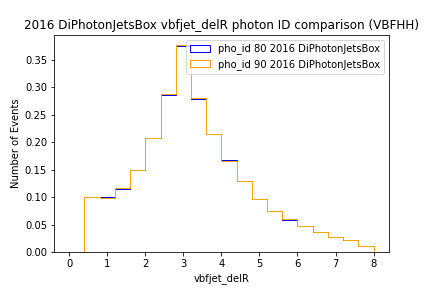 2016 DiPhotonJetsBox vbfjet_delR photon ID comparison (VBFHH)
pho_id 80 2016 DiPhotonJetsBox
pho_id 90 2016 DiPhotonJetsBox
Number of Events
0.35
0.30
0.25
0.20
0.15
0.10
0.05
0.00
0 1 2 3 4 5 6 7 8
vbfjet_delR